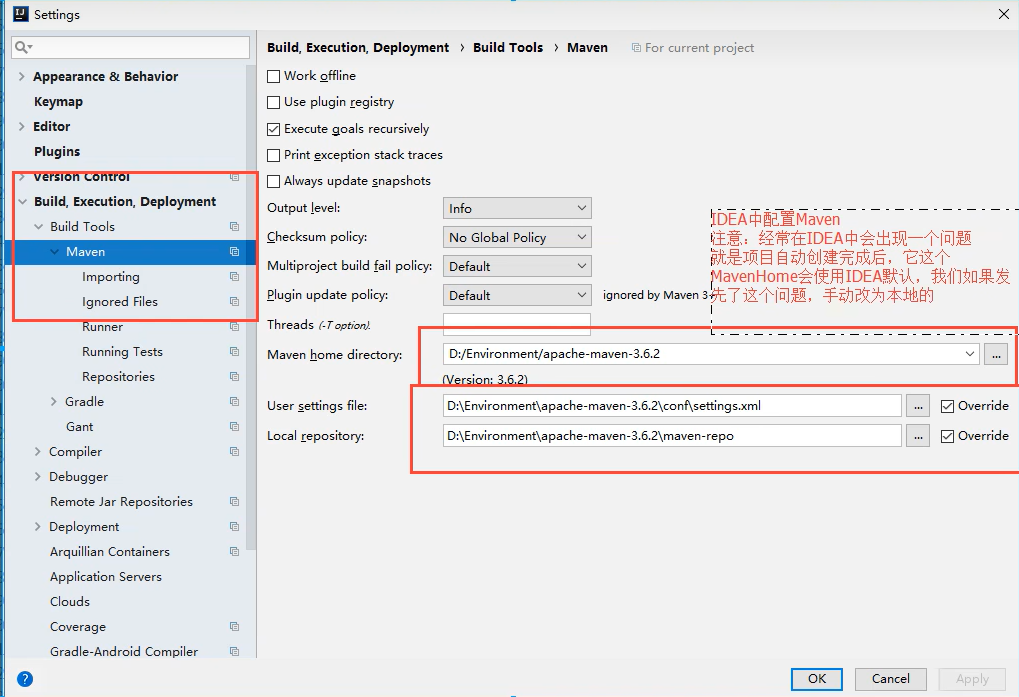 Settings
Build, Execution, Deployment › Build Tools › Maven For current project
Appearance & Behavior
Keymap
Editor
Plugins
Version Control
Build, Execution, Deployment
Build Tools
Maven
Importing
Ignored Files
Runner
Running Tests
Repositories
Gradle
Gant
Compiler
Debugger
Remote Jar Repositories
Deployment
Arquillian Containers
Application Servers
Clouds
Coverage
Gradle-Android Compiler
Work offline
Use plugin registry
Execute goals recursively
Print exception stack traces
Always update snapshots
Output level: Info
Checksum policy: No Global Policy
Multiproject build fail policy: Default
Plugin update policy: Default ignored by Maven 3+
Threads (-T option).
IDEA中配置Maven
注意：经常在IDEA中会出现一个问题
就是项目自动创建完成后，它这个
MavenHome会使用IDEA默认，我们如果发
先了这个问题，手动改为本地的
Maven home directory: D:/Environment/apache-maven-3.6.2 ...
(Version: 3.6.2)
User settings file: D:\Environment\apache-maven-3.6.2\conf\settings.xml ... Override
Local repository: D:\Environment\apache-maven-3.6.2\maven-repo ... Override
? OK Cancel Apply